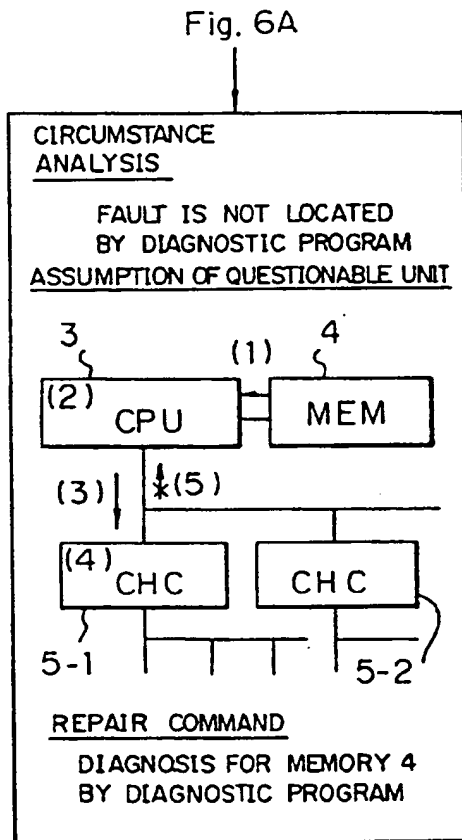 Fig. 6A
CIRCUMSTANCE
ANALYSIS
FAULT IS NOT LOCATED
BY DIAGNOSTIC PROGRAM
ASSUMPTION OF QUESTIONABLE UNIT
3 (1) 4
(2) CPU MEM
(3) (5)
(4) CHC CHC
5-1 5-2
REPAIR COMMAND
DIAGNOSIS FOR MEMORY 4
BY DIAGNOSTIC PROGRAM